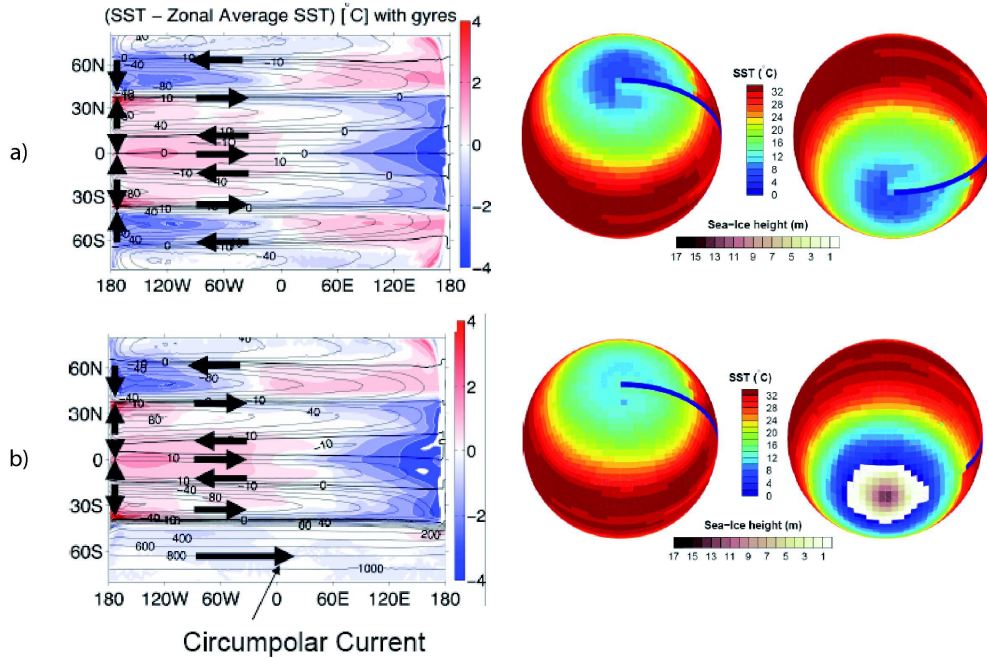 (SST – Zonal Average SST) [°C] with gyres
a)
60N
30N
0
30S
60S
180 120W 60W 0 60E 120E 180
4
2
0
−2
−4
SST (°C)
32
28
24
20
16
12
8
4
0
Sea−Ice height (m)
17 15 13 11 9 7 5 3 1
b)
60N
30N
0
30S
60S
600
400
800
1000
200
180 120W 60W 0 60E 120E 180
4
2
0
−2
−4
Circumpolar Current
SST (°C)
32
28
24
20
16
12
8
4
0
Sea−Ice height (m)
17 15 13 11 9 7 5 3 1